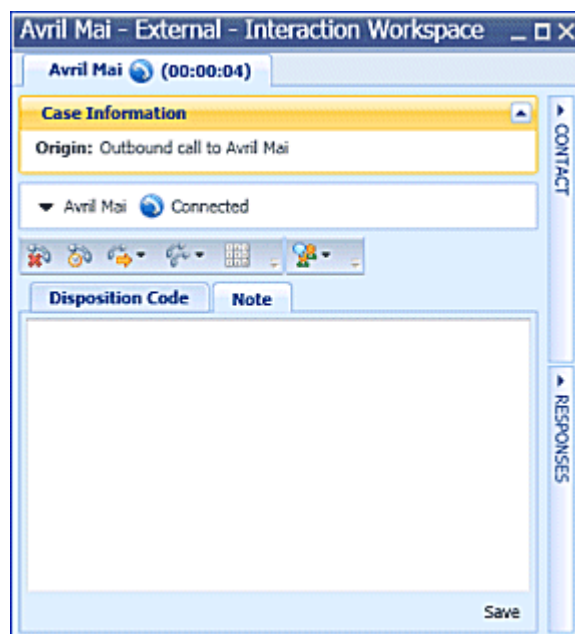 Avril Mai - External - Interaction Workspace
Avril Mai (00:00:04)
Case Information
Origin: Outbound call to Avril Mai
Avril Mai Connected
Disposition Code Note
Save
CONTACT
RESPONSES